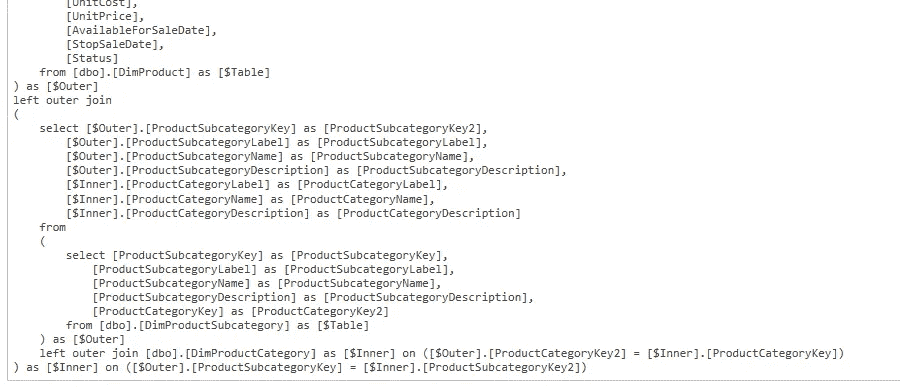 [UnitCost],
[UnitPrice],
[AvailableForSaleDate],
[StopSaleDate],
[Status]
from [dbo].[DimProduct] as [$Table]
) as [$Outer]
left outer join
(
select [$Outer].[ProductSubcategoryKey] as [ProductSubcategoryKey2],
[$Outer].[ProductSubcategoryLabel] as [ProductSubcategoryLabel],
[$Outer].[ProductSubcategoryName] as [ProductSubcategoryName],
[$Outer].[ProductSubcategoryDescription] as [ProductSubcategoryDescription],
[$Inner].[ProductCategoryLabel] as [ProductCategoryLabel],
[$Inner].[ProductCategoryName] as [ProductCategoryName],
[$Inner].[ProductCategoryDescription] as [ProductCategoryDescription]
from
(
select [ProductSubcategoryKey] as [ProductSubcategoryKey],
[ProductSubcategoryLabel] as [ProductSubcategoryLabel],
[ProductSubcategoryName] as [ProductSubcategoryName],
[ProductSubcategoryDescription] as [ProductSubcategoryDescription],
[ProductCategoryKey] as [ProductCategoryKey2]
from [dbo].[DimProductSubcategory] as [$Table]
) as [$Outer]
left outer join [dbo].[DimProductCategory] as [$Inner] on ([$Outer].[ProductCategoryKey2] = [$Inner].[ProductCategoryKey])
) as [$Inner] on ([$Outer].[ProductSubcategoryKey] = [$Inner].[ProductSubcategoryKey2])